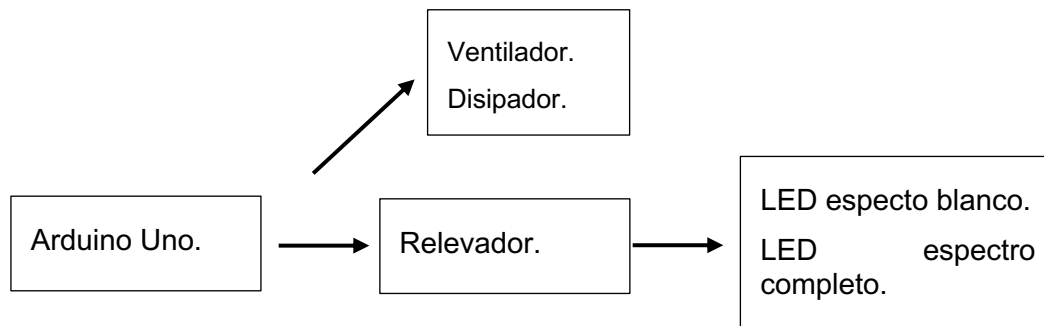 Ventilador.
Disipador.
Arduino Uno.
Relevador.
LED especto blanco.
LED espectro
completo.